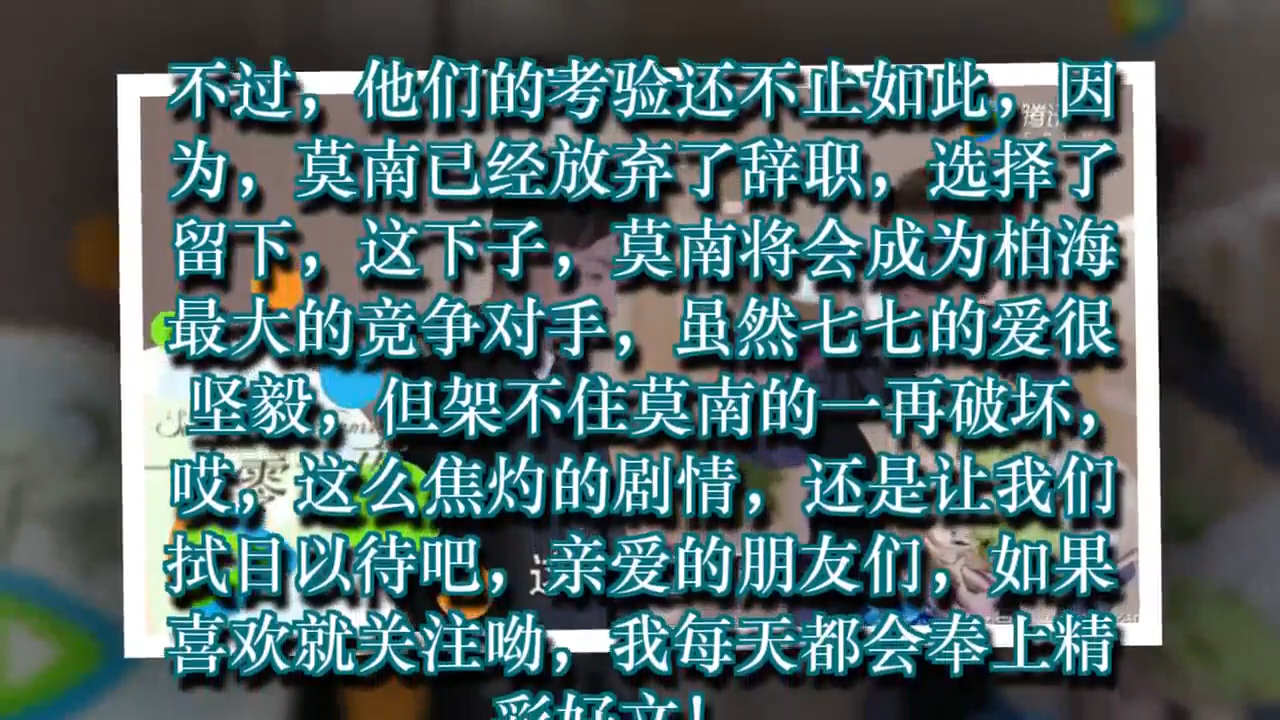 不过，他们的考验还不止如此，因
为，莫南已经放弃了辞职，选择了
留下，这下子，莫南将会成为柏海
最大的竞争对手，虽然七七的爱很
坚毅，但架不住莫南的一再破坏，
哎，这么焦灼的剧情，还是让我们
拭目以待吧，亲爱的朋友们，如果
喜欢就关注呦，我每天都会奉上精
彩好文！